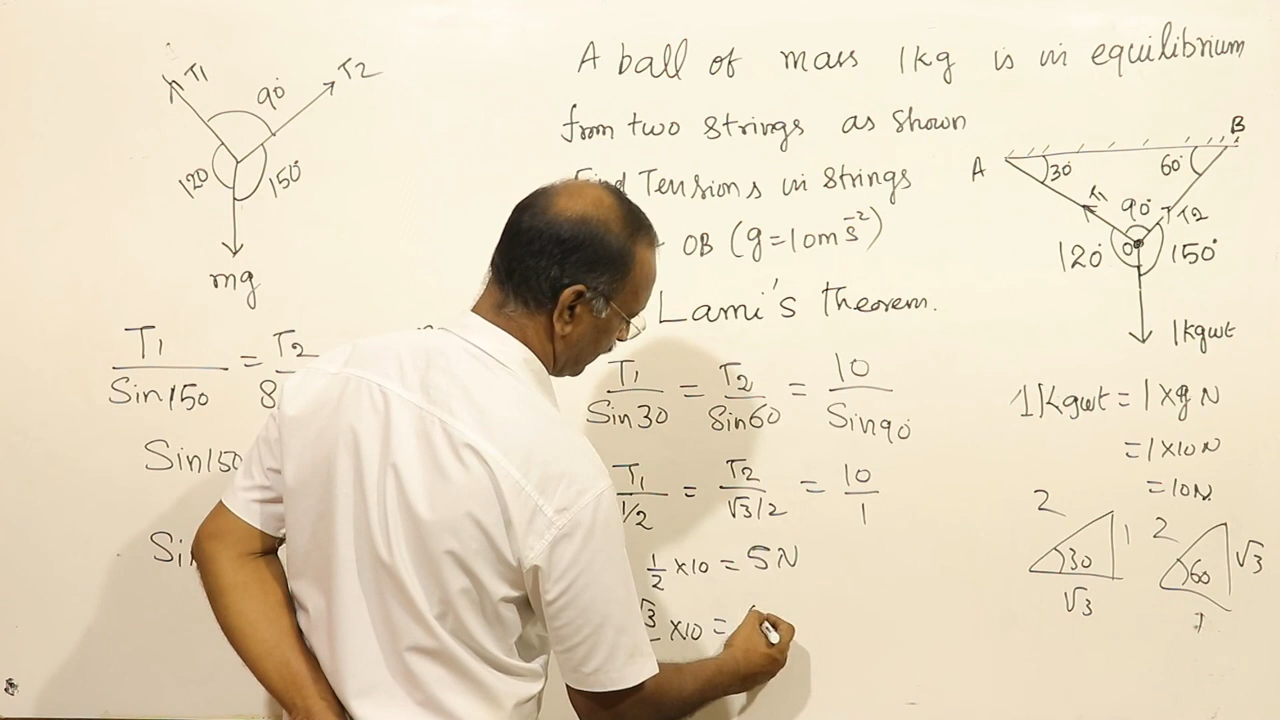 A ball of mass 1kg is in equilibrium
from two strings as shown
Tensions in strings
OB (g=10ms⁻²)
Lami's theorem.
T1/Sin30 = T2/Sin60 = 10/Sin90
T1/1/2 = T2/√3/2 = 10/1
1/2 ×10 = 5N
√3 ×10 =
T1
T2
90°
120
150°
mg
T1/Sin150 = T2
Sin150
A
B
30°
60°
T1
90°
T2
120°
O
150°
1kgwt
1kgwt = 1×g N
=1×10N
=10N
2
30
1
√3
2
60
√3
1